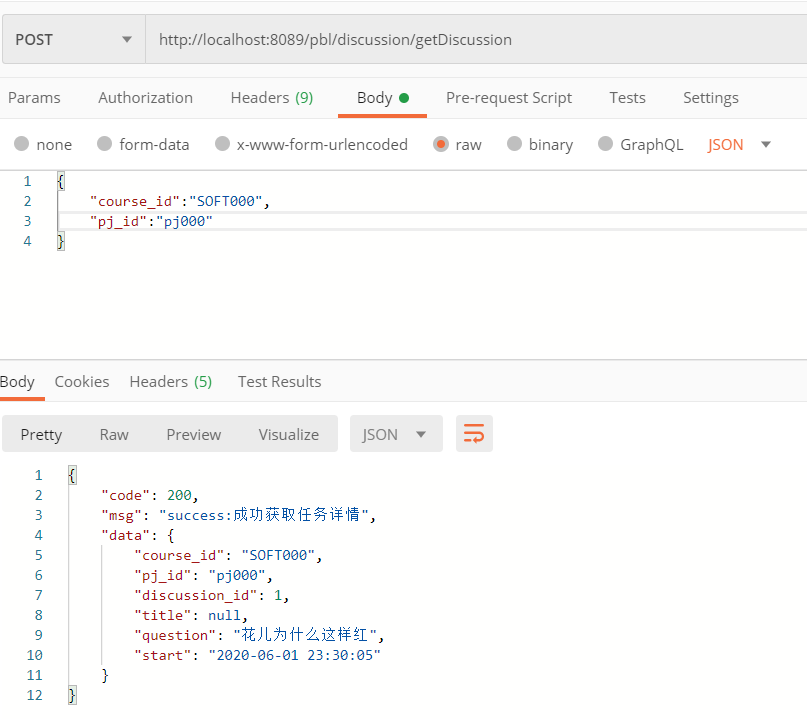 POST http://localhost:8089/pbl/discussion/getDiscussion
Params Authorization Headers (9) Body Pre-request Script Tests Settings
none form-data x-www-form-urlencoded raw binary GraphQL JSON
1 {
2 "course_id":"SOFT000",
3 "pj_id":"pj000"
4 }
Body Cookies Headers (5) Test Results
Pretty Raw Preview Visualize JSON
1 {
2 "code": 200,
3 "msg": "success:成功获取任务详情",
4 "data": {
5 "course_id": "SOFT000",
6 "pj_id": "pj000",
7 "discussion_id": 1,
8 "title": null,
9 "question": "花儿为什么这样红",
10 "start": "2020-06-01 23:30:05"
11 }
12 }